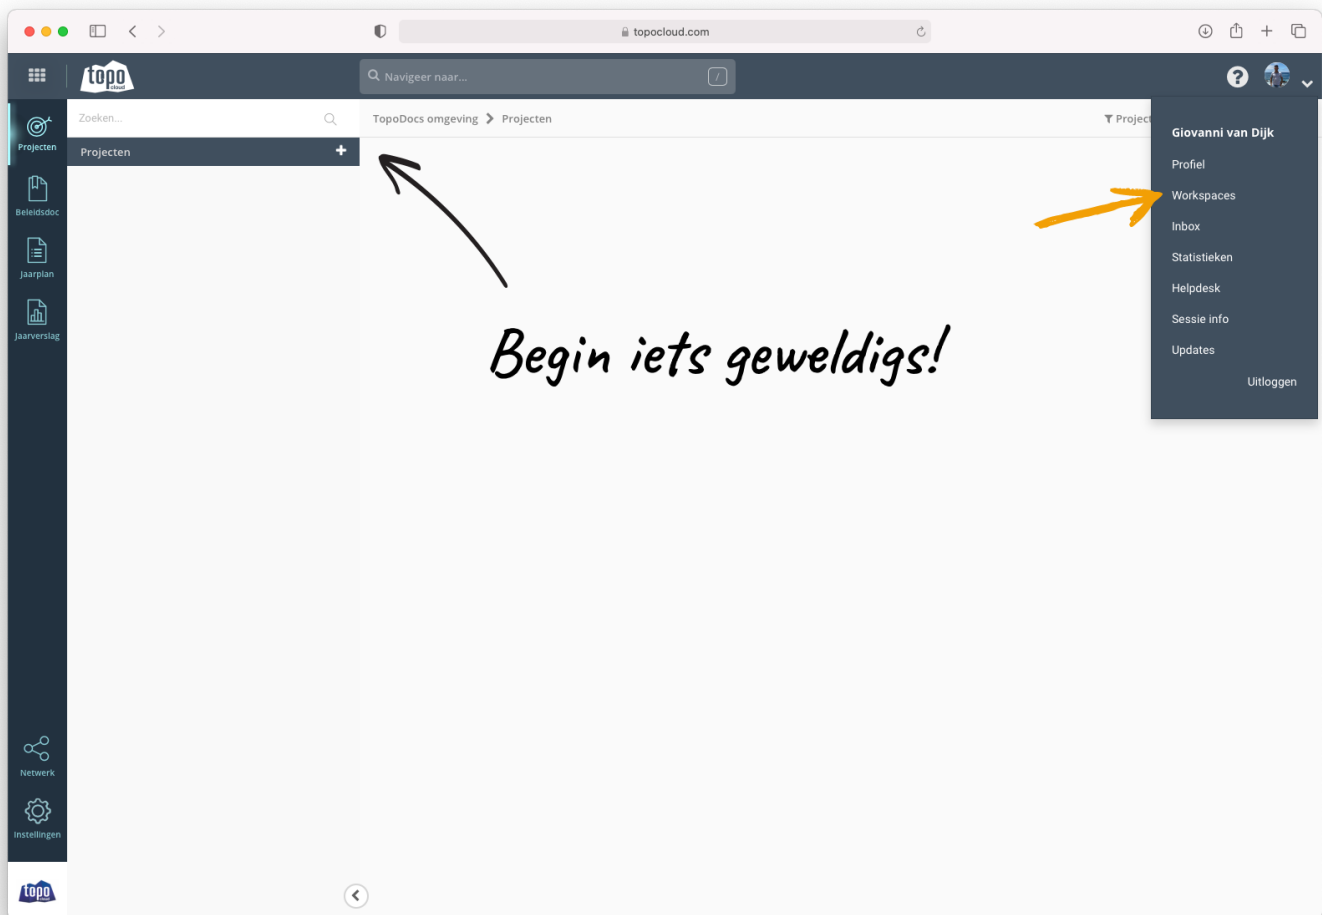 topocloud.com
topo
cloud
Navigeer naar...
/
?
Zoeken...
TopoDocs omgeving
Projecten
Project
Projecten
Projecten
Beleidsdoc
Jaarplan
Jaarverslag
Begin iets geweldigs!
Giovanni van Dijk
Profiel
Workspaces
Inbox
Statistieken
Helpdesk
Sessie info
Updates
Uitloggen
Netwerk
Instellingen
topo
cloud